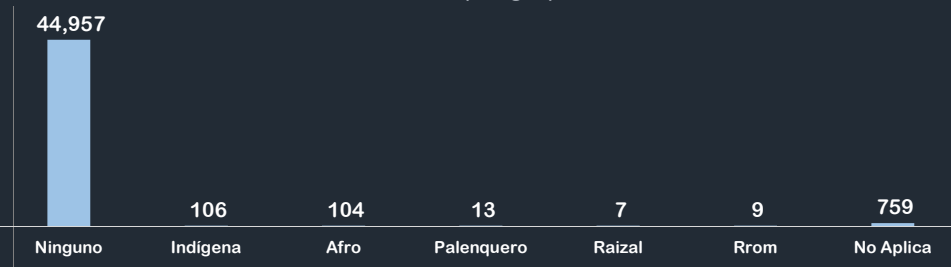 44,957
106
104
13
7
9
759
Ninguno
Indígena
Afro
Palenquero
Raizal
Rrom
No Aplica